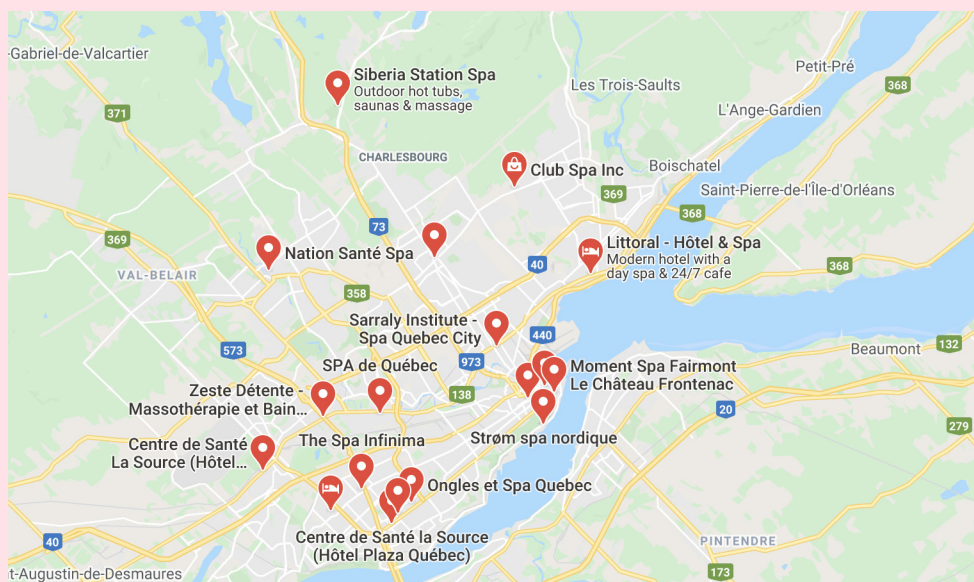 -Gabriel-de-Valcartier
Siberia Station Spa
Outdoor hot tubs,
saunas & massage
Les Trois-Saults
Petit-Pré
368
371
L'Ange-Gardien
CHARLESBOURG
Club Spa Inc
Boischatel
369
Saint-Pierre-de-l'Île-d'Orléans
368
73
369
Nation Santé Spa
Littoral - Hôtel & Spa
Modern hotel with a
day spa & 24/7 cafe
40
368
VAL-BELAIR
358
Sarraly Institute -
Spa Quebec City
440
132
Beaumont
573
973
SPA de Québec
Moment Spa Fairmont
Le Château Frontenac
138
Zeste Détente -
Massothérapie et Bain...
20
279
Strøm spa nordique
The Spa Infinima
Centre de Santé
La Source (Hôtel...
Ongles et Spa Quebec
Centre de Santé la Source
(Hôtel Plaza Québec)
40
PINTENDRE
173
t-Augustin-de-Desmaures